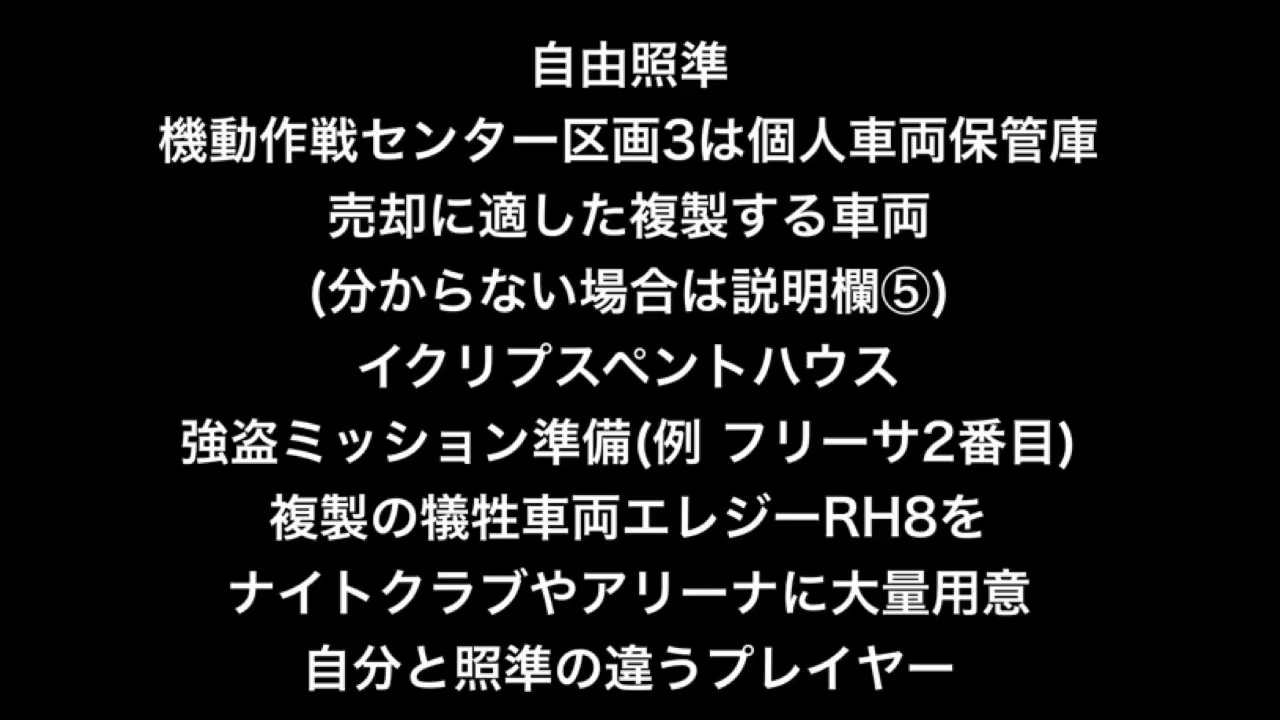 自由照準
機動作戦センター区画3は個人車両保管庫
売却に適した複製する車両
(分からない場合は説明欄⑤)
イクリプスペントハウス
強盗ミッション準備(例 フリーサ2番目)
複製の犠牲車両エレジーRH8を
ナイトクラブやアリーナに大量用意
自分と照準の違うプレイヤー